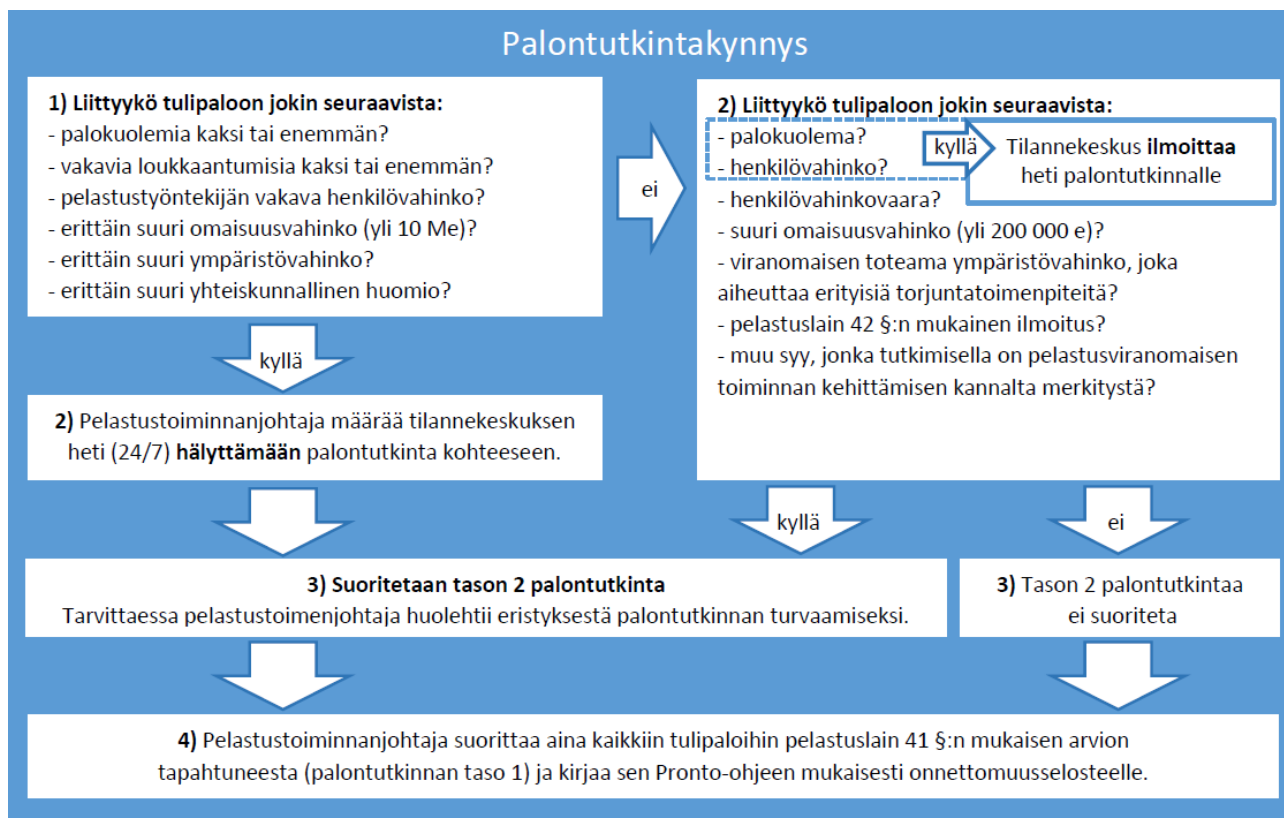 Palontutkintakynnys
1) Liittyykö tulipaloon jokin seuraavista:
- palokuolemia kaksi tai enemmän?
- vakavia loukkaantumisia kaksi tai enemmän?
- pelastustyöntekijän vakava henkilövahinko?
- erittäin suuri omaisuusvahinko (yli 10 Me)?
- erittäin suuri ympäristövahinko?
- erittäin suuri yhteiskunnallinen huomio?
ei
2) Liittyykö tulipaloon jokin seuraavista:
- palokuolema?
- henkilövahinko?
kyllä
Tilannekeskus ilmoittaa
heti palontutkinnalle
- henkilövahinkovaara?
- suuri omaisuusvahinko (yli 200 000 e)?
- viranomaisen toteama ympäristövahinko, joka
aiheuttaa erityisiä torjuntatoimenpiteitä?
- pelastuslain 42 §:n mukainen ilmoitus?
- muu syy, jonka tutkimisella on pelastusviranomaisen
toiminnan kehittämisen kannalta merkitystä?
kyllä
2) Pelastustoiminnanjohtaja määrää tilannekeskuksen
heti (24/7) hälyttämään palontutkinta kohteeseen.
kyllä
ei
3) Suoritetaan tason 2 palontutkinta
Tarvittaessa pelastustoimenjohtaja huolehtii eristyksestä palontutkinnan turvaamiseksi.
3) Tason 2 palontutkintaa
ei suoriteta
4) Pelastustoiminnanjohtaja suorittaa aina kaikkiin tulipaloihin pelastuslain 41 §:n mukaisen arvion
tapahtuneesta (palontutkinnan taso 1) ja kirjaa sen Pronto-ohjeen mukaisesti onnettomuusselosteelle.